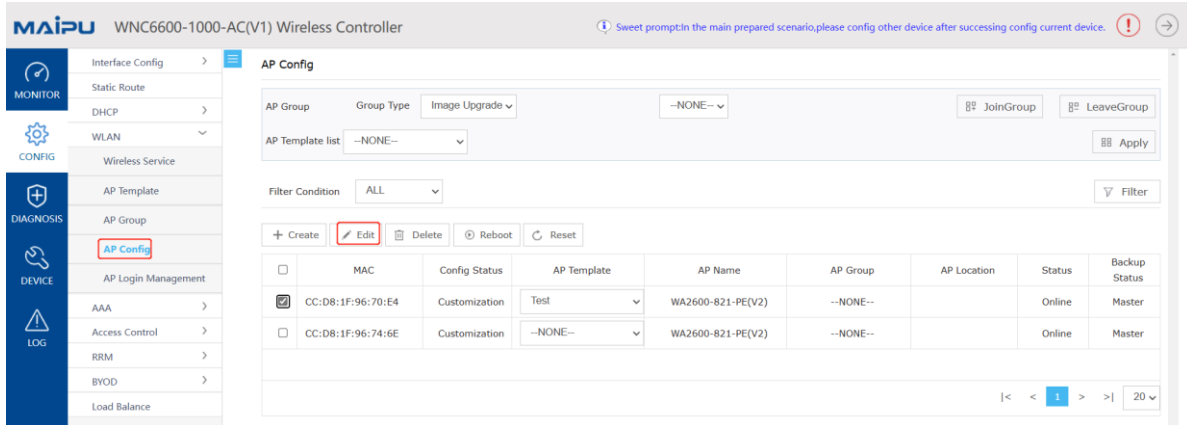 MAIPU WNC6600-1000-AC(V1) Wireless Controller
Sweet prompt:In the main prepared scenario,please config other device after successing config current device.
MONITOR
CONFIG
DIAGNOSIS
DEVICE
LOG
Interface Config
Static Route
DHCP
WLAN
Wireless Service
AP Template
AP Group
AP Config
AP Login Management
AAA
Access Control
RRM
BYOD
Load Balance
AP Config
AP Group Group Type Image Upgrade --NONE-- JoinGroup LeaveGroup
AP Template list --NONE-- Apply
Filter Condition ALL Filter
+ Create Edit Delete Reboot Reset
MAC Config Status AP Template AP Name AP Group AP Location Status Backup Status
CC:D8:1F:96:70:E4 Customization Test WA2600-821-PE(V2) --NONE-- Online Master
CC:D8:1F:96:74:6E Customization --NONE-- WA2600-821-PE(V2) --NONE-- Online Master
|< < 1 > >| 20